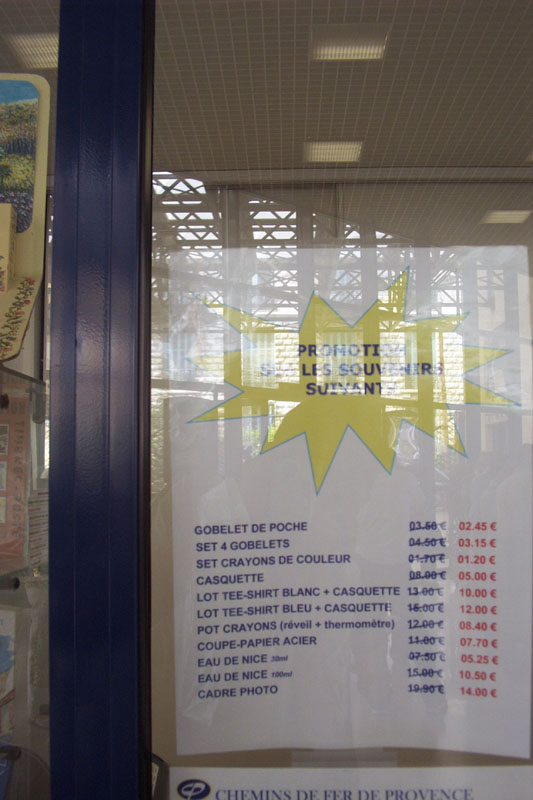 PROMOTION
SUR LES SOUVENIRS
SUIVANTS
GOBELET DE POCHE 03.50 € 02.45 €
SET 4 GOBELETS 04.50 € 03.15 €
SET CRAYONS DE COULEUR 01.70 € 01.20 €
CASQUETTE 08.00 € 05.00 €
LOT TEE-SHIRT BLANC + CASQUETTE 13.00 € 10.00 €
LOT TEE-SHIRT BLEU + CASQUETTE 15.00 € 12.00 €
POT CRAYONS (réveil + thermomètre) 12.00 € 08.40 €
COUPE-PAPIER ACIER 11.00 € 07.70 €
EAU DE NICE 30ml 07.50 € 05.25 €
EAU DE NICE 100ml 15.00 € 10.50 €
CADRE PHOTO 19.90 € 14.00 €
CHEMINS DE FER DE PROVENCE